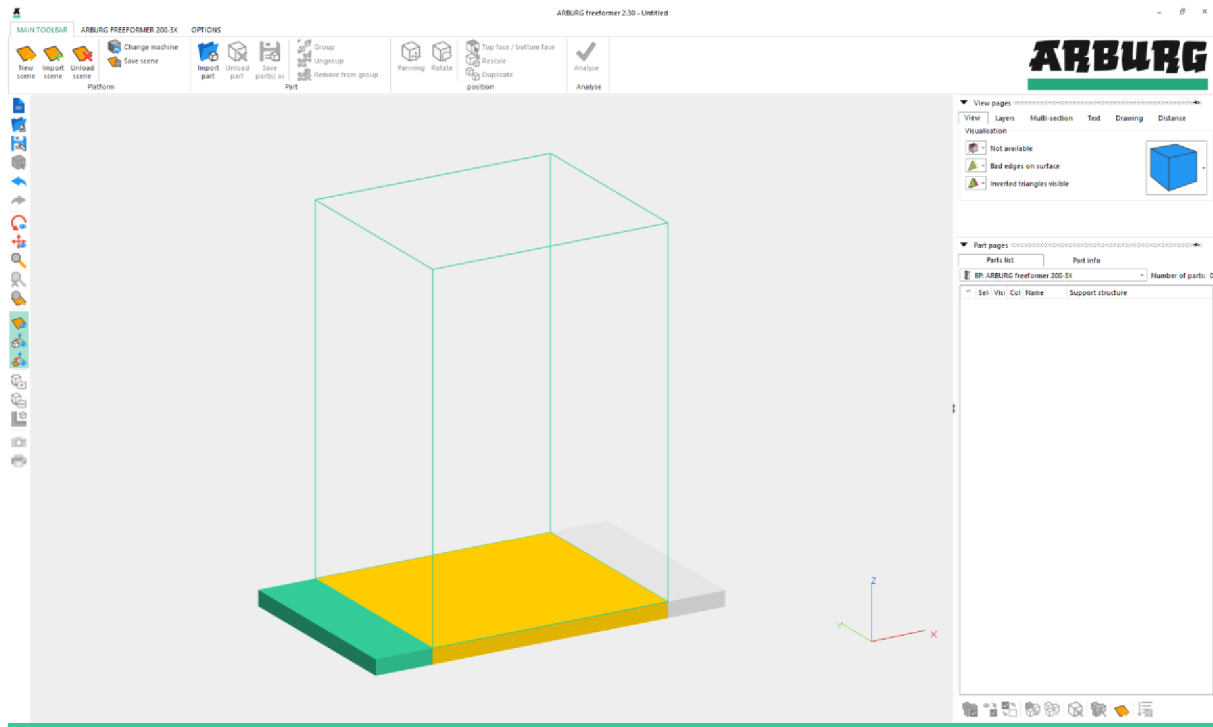 ARBURG freeformer 2.30 - Untitled
MAIN TOOLBAR ARBURG FREEFORMER 200-3X OPTIONS
New scene
Import scene
Unload scene
Change machine
Save scene
Platform
Import part
Unload part
Save part(s) as
Group
Ungroup
Remove from group
Part
Panning
Rotate
Top face / bottom face
Rescale
Duplicate
position
Analyse
Analyse
ARBURG
View pages
View Layers Multi-section Text Drawing Distance
Visualisation
Not available
Bad edges on surface
Inverted triangles visible
Part pages
Parts list Part info
BP: ARBURG freeformer 200-3X Number of parts: 0
Sel Visi Col Name Support structure
Z
Y
X